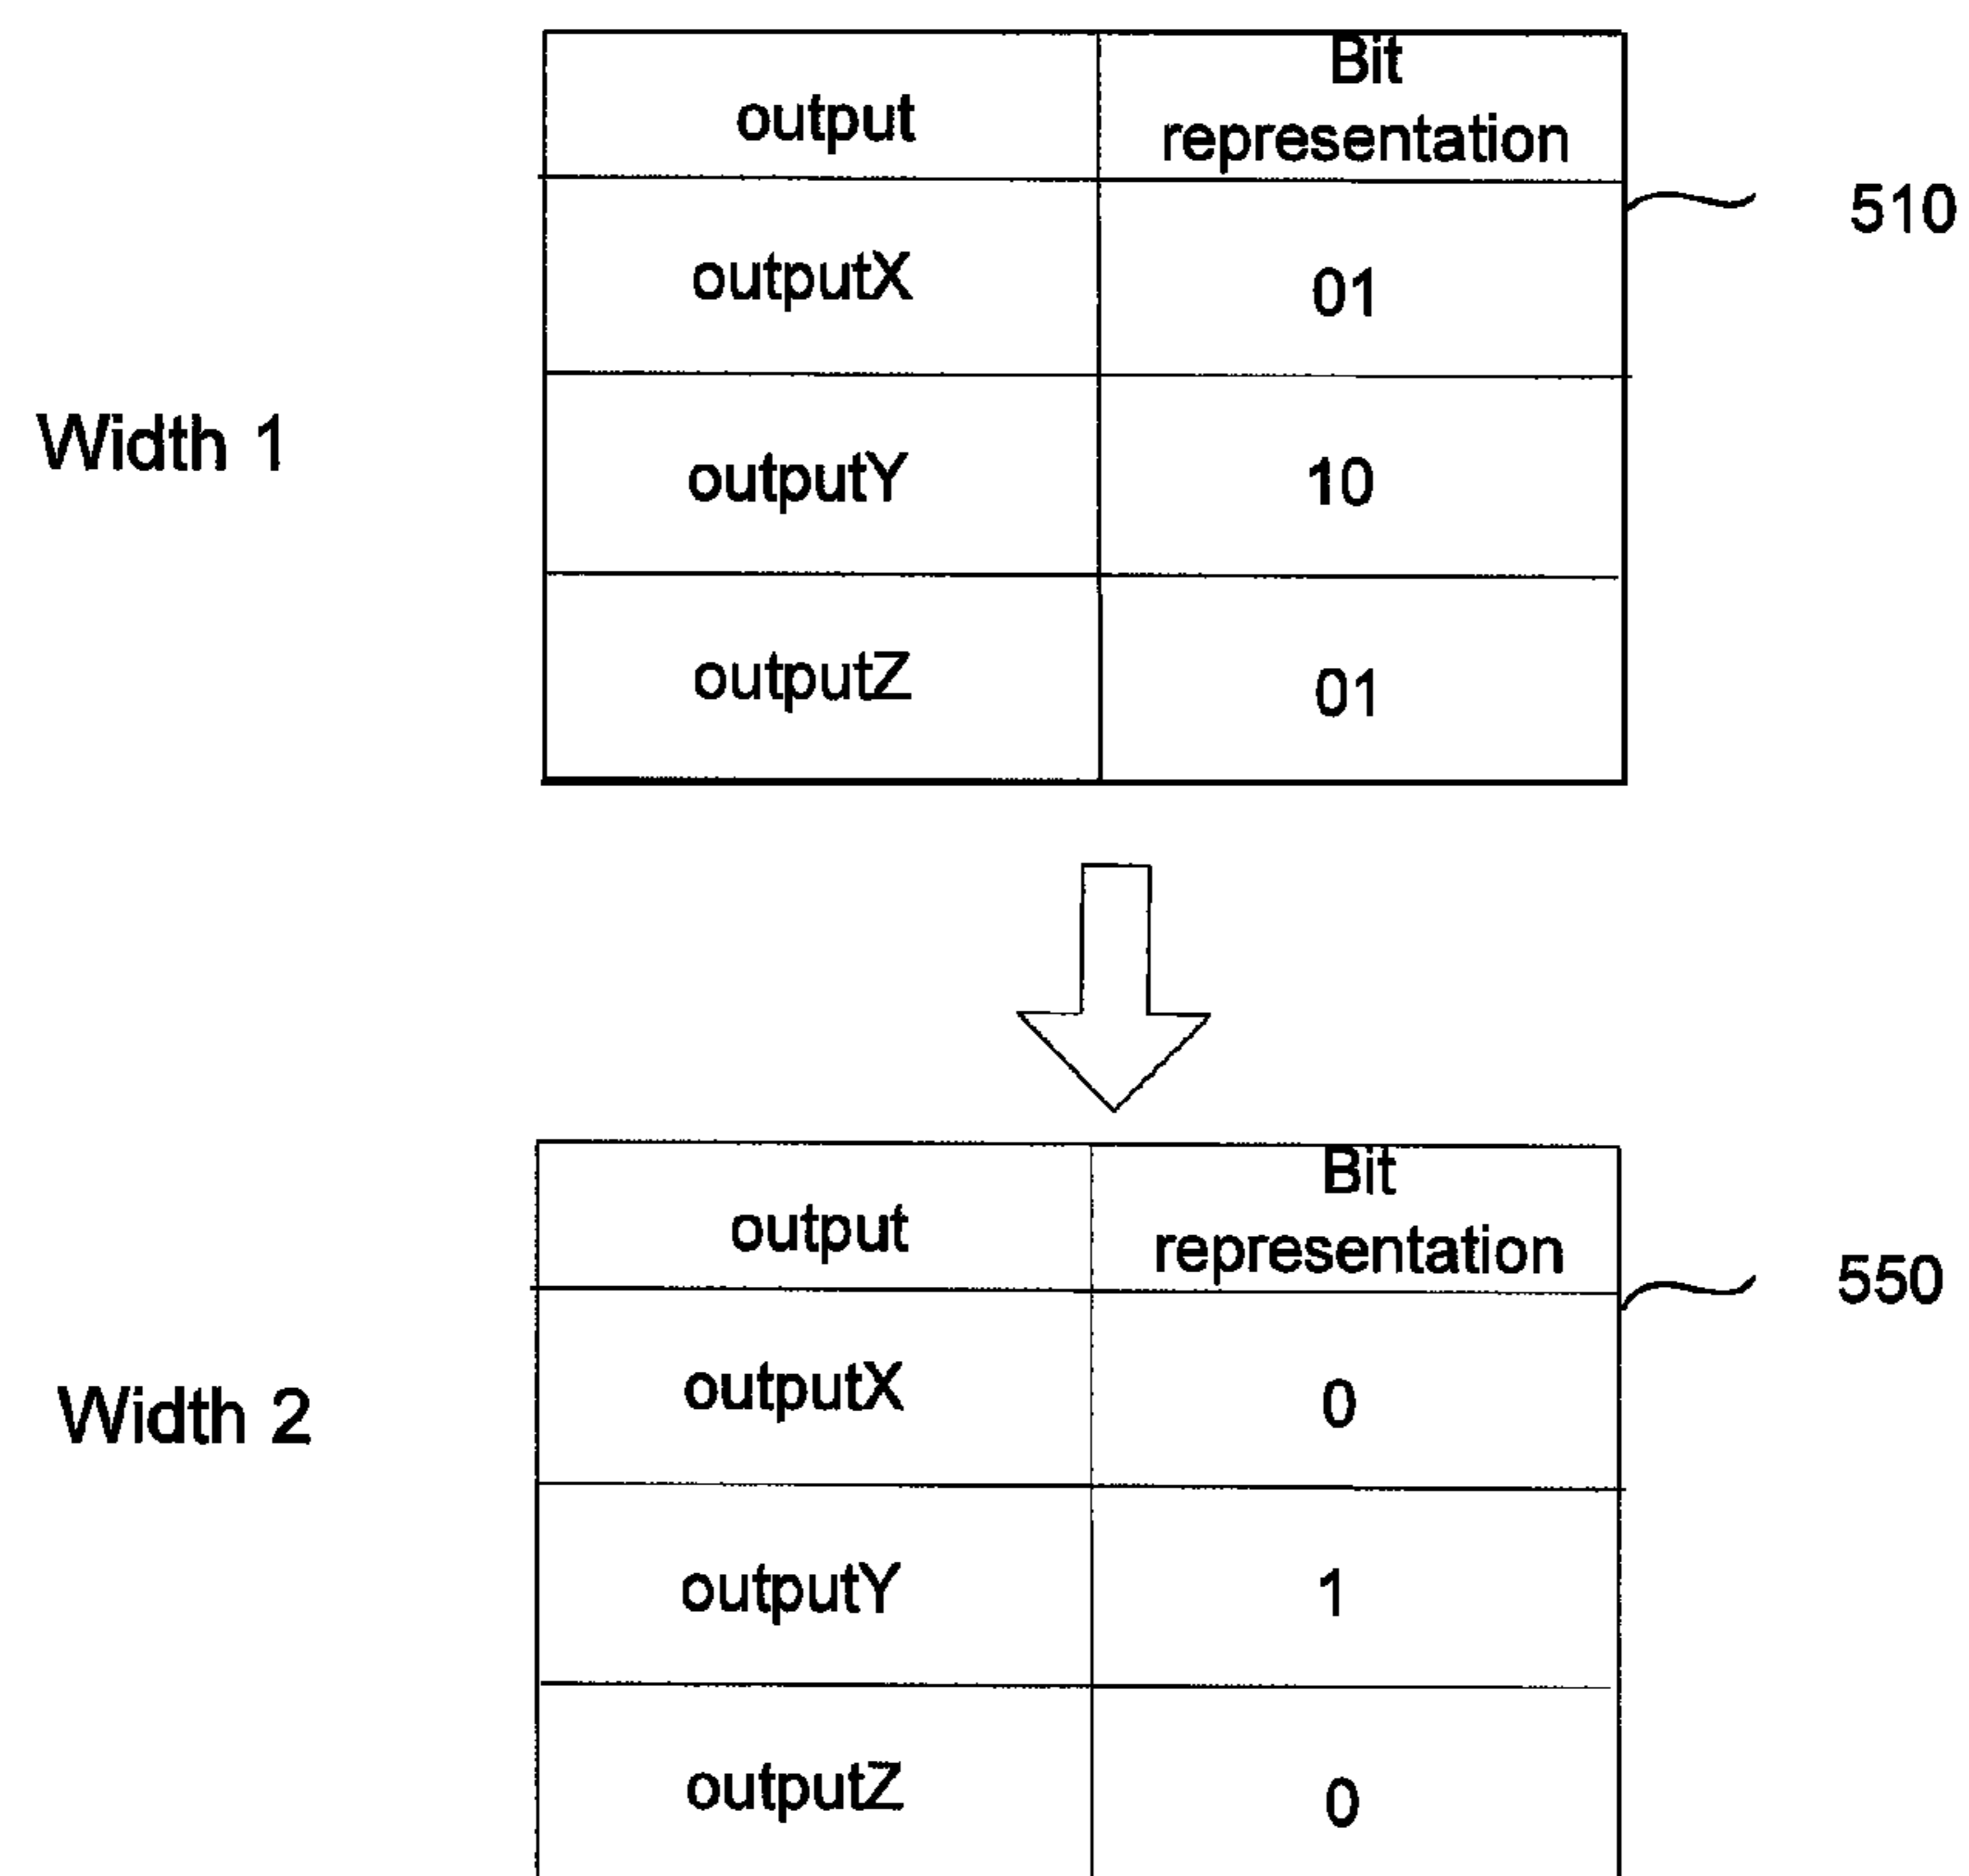 output
Bit
representation
510
outputX
01
Width 1
outputY
10
outputZ
01
output
Bit
representation
550
outputX
0
Width 2
outputY
1
outputZ
0